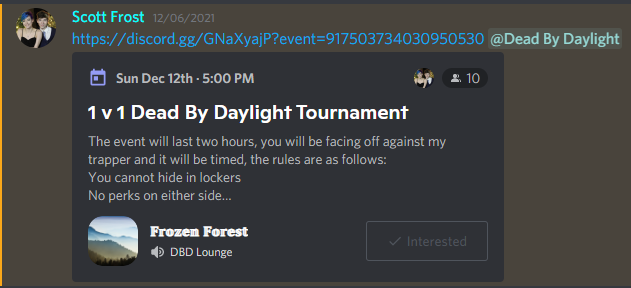 Scott Frost 12/06/2021
https://discord.gg/GNaXyajP?event=917503734030950530 @Dead By Daylight
Sun Dec 12th · 5:00 PM 10
1 v 1 Dead By Daylight Tournament
The event will last two hours, you will be facing off against my
trapper and it will be timed, the rules are as follows:
You cannot hide in lockers
No perks on either side...
Frozen Forest
DBD Lounge
Interested